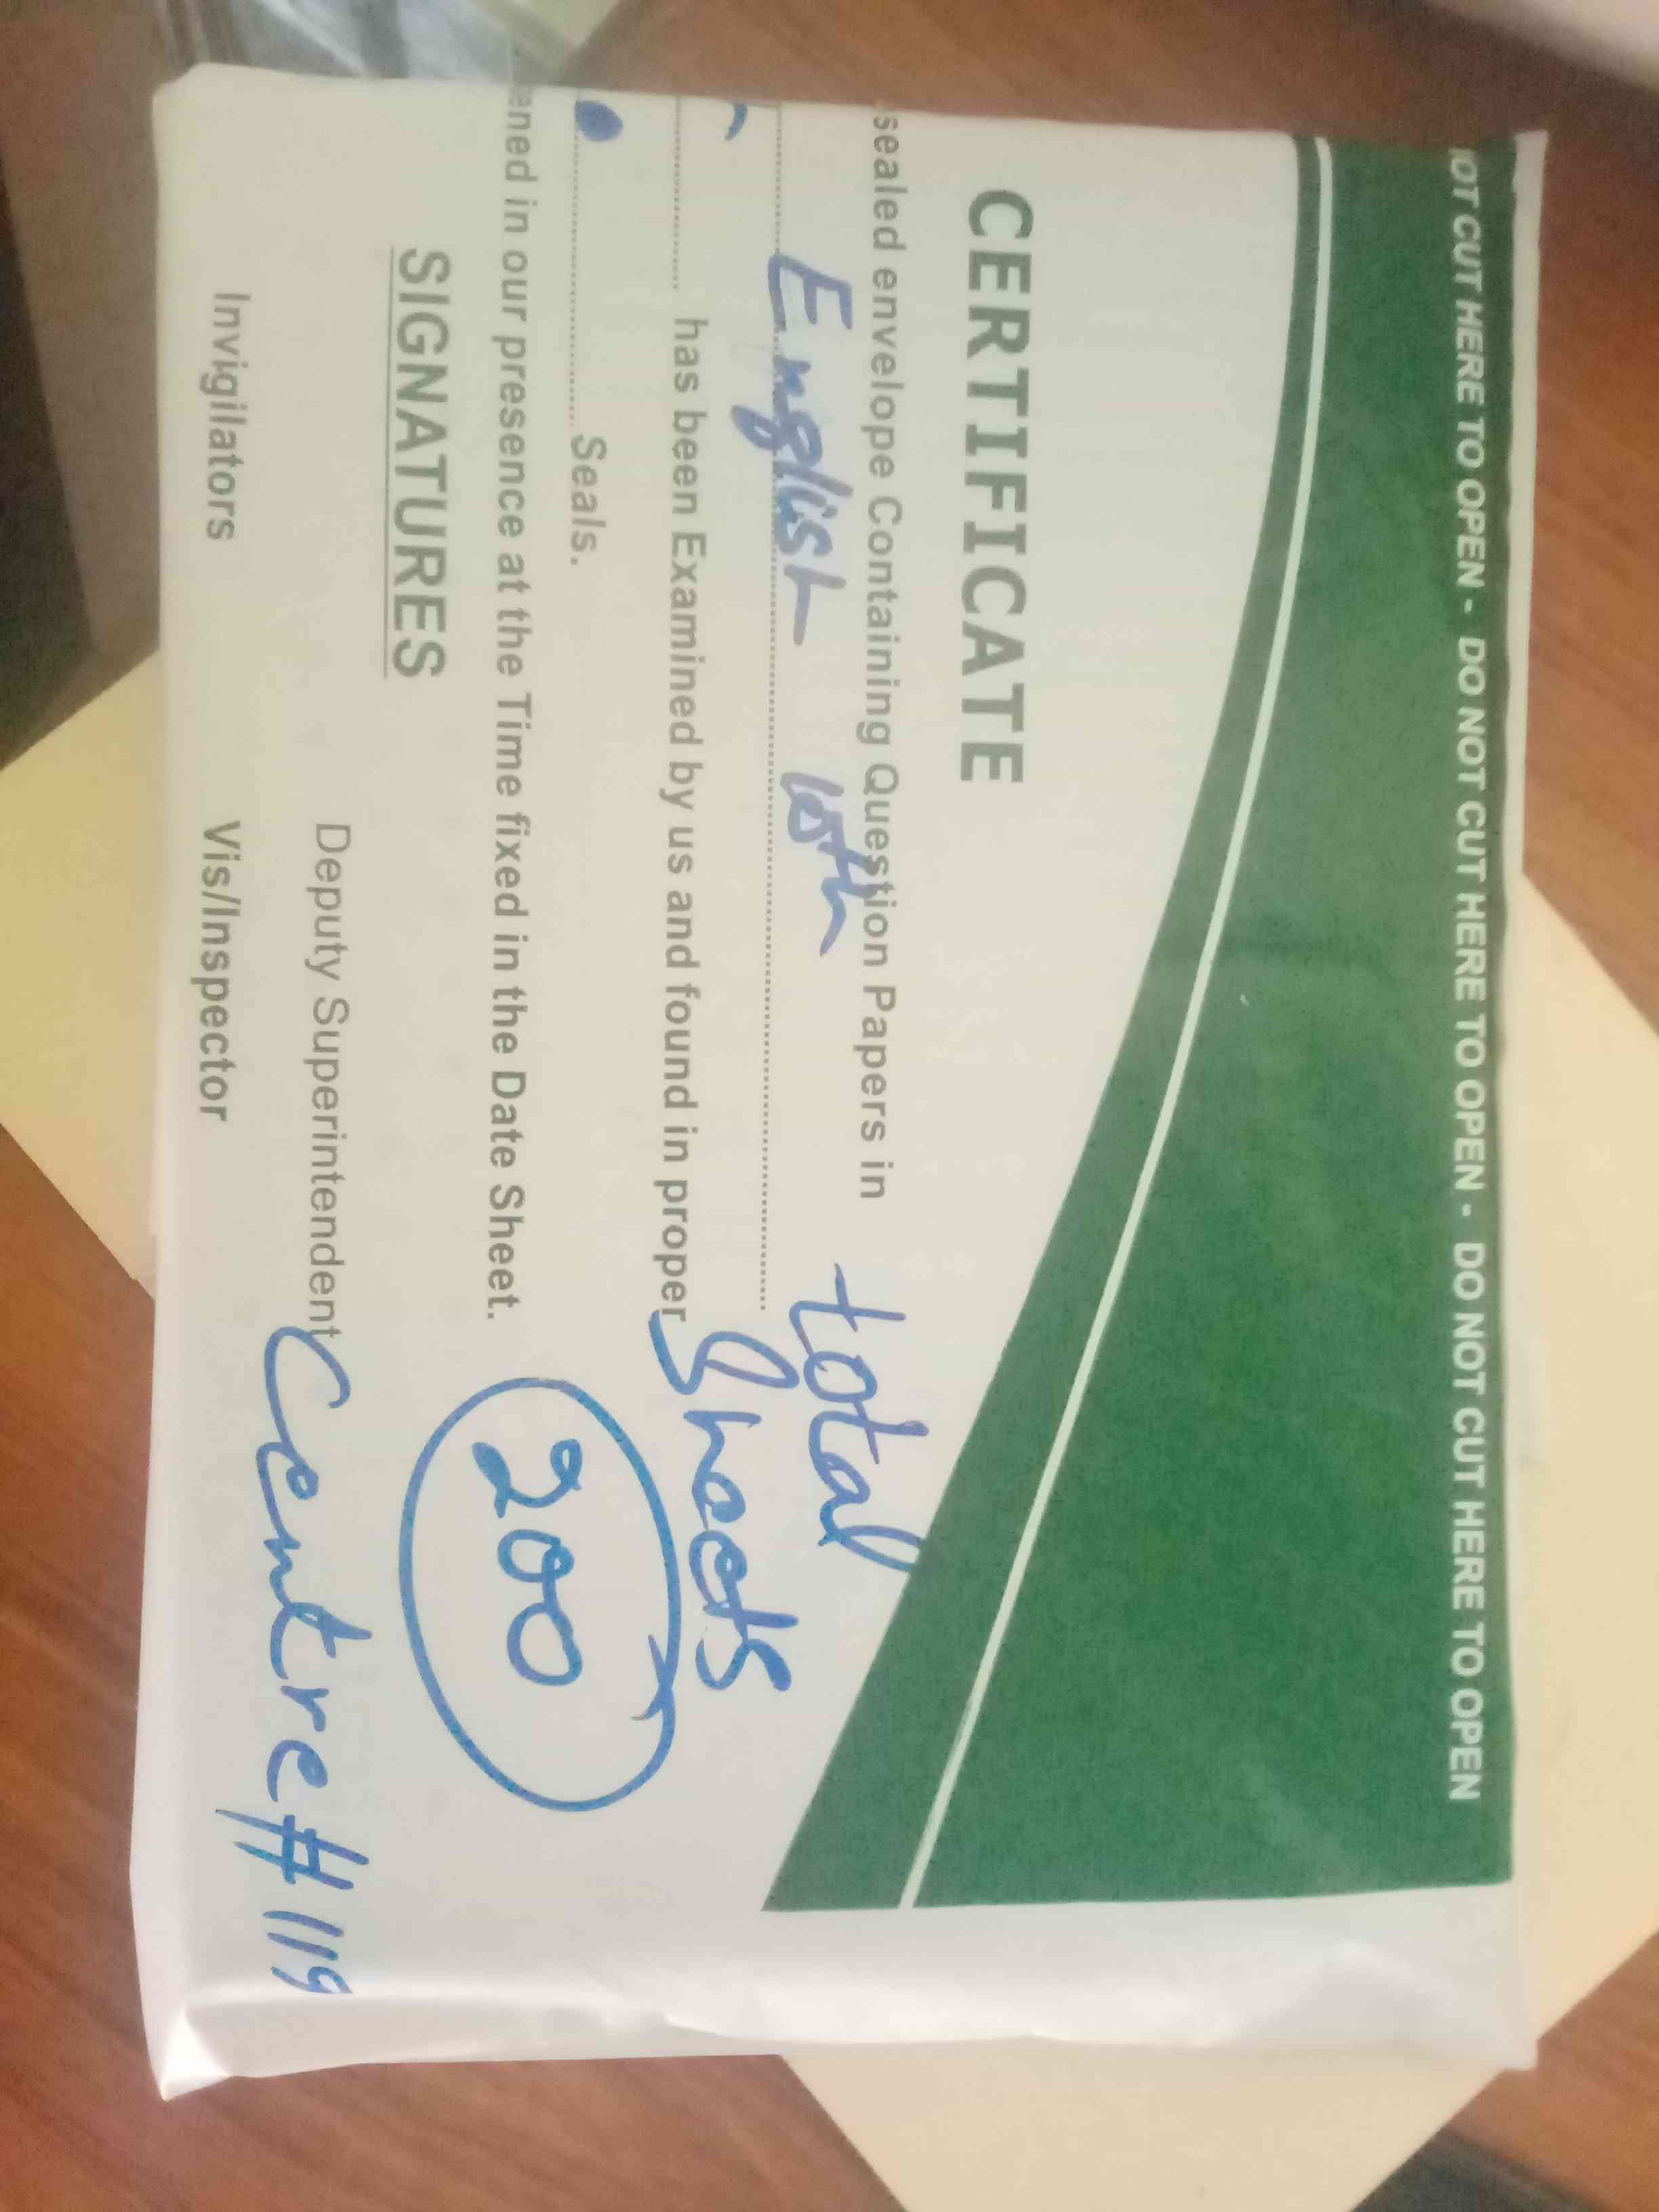 OT CUT HERE TO OPEN - DO NOT CUT HERE TO OPEN - DO NOT CUT HERE TO OPEN - DO NOT CUT HERE TO OPEN
CERTIFICATE
sealed envelope Containing Question Papers in
English 10th
total
has been Examined by us and found in proper
Sheets
Seals.
ened in our presence at the Time fixed in the Date Sheet.
200
SIGNATURES
Deputy Superintendent
Invigilators
Vis/Inspector
Centre # 119